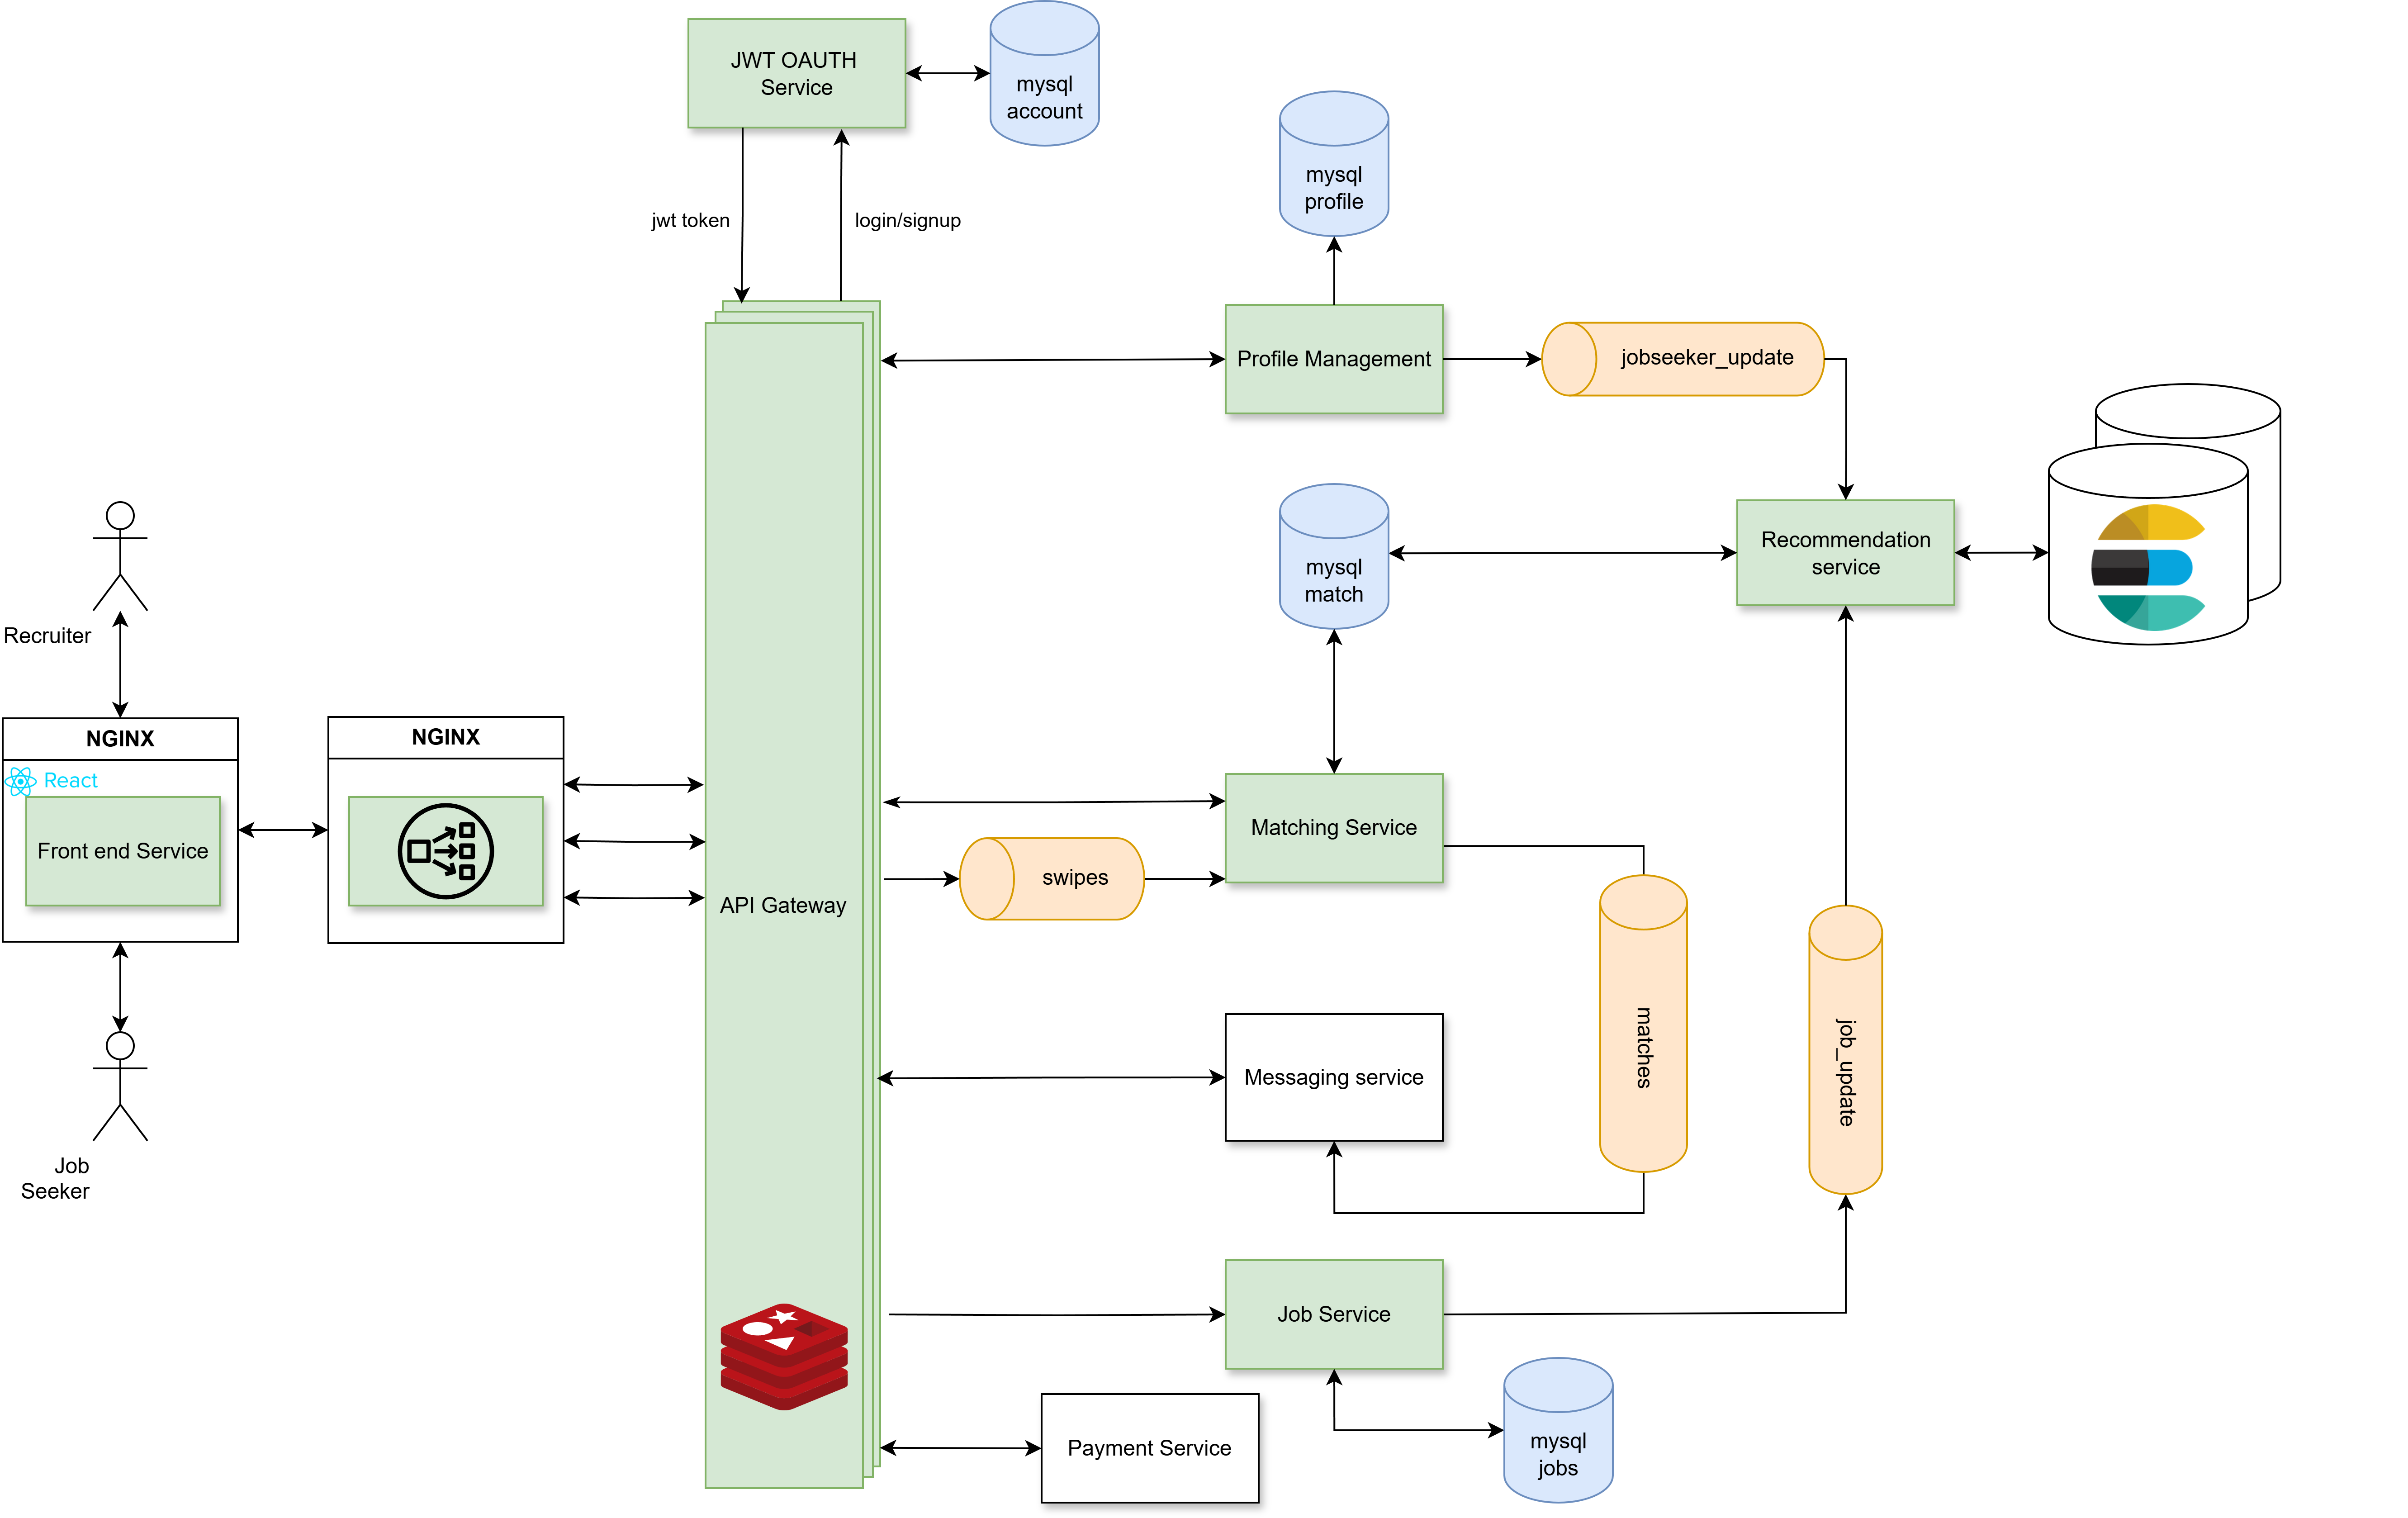 JWT OAUTH
Service
mysql
account
mysql
profile
jwt token
login/signup
Profile Management
jobseeker_update
Recommendation
service
mysql
match
Recruiter
NGINX
React
Front end Service
NGINX
Job
Seeker
API Gateway
Matching Service
swipes
matches
job_update
Messaging service
Job Service
Payment Service
mysql
jobs